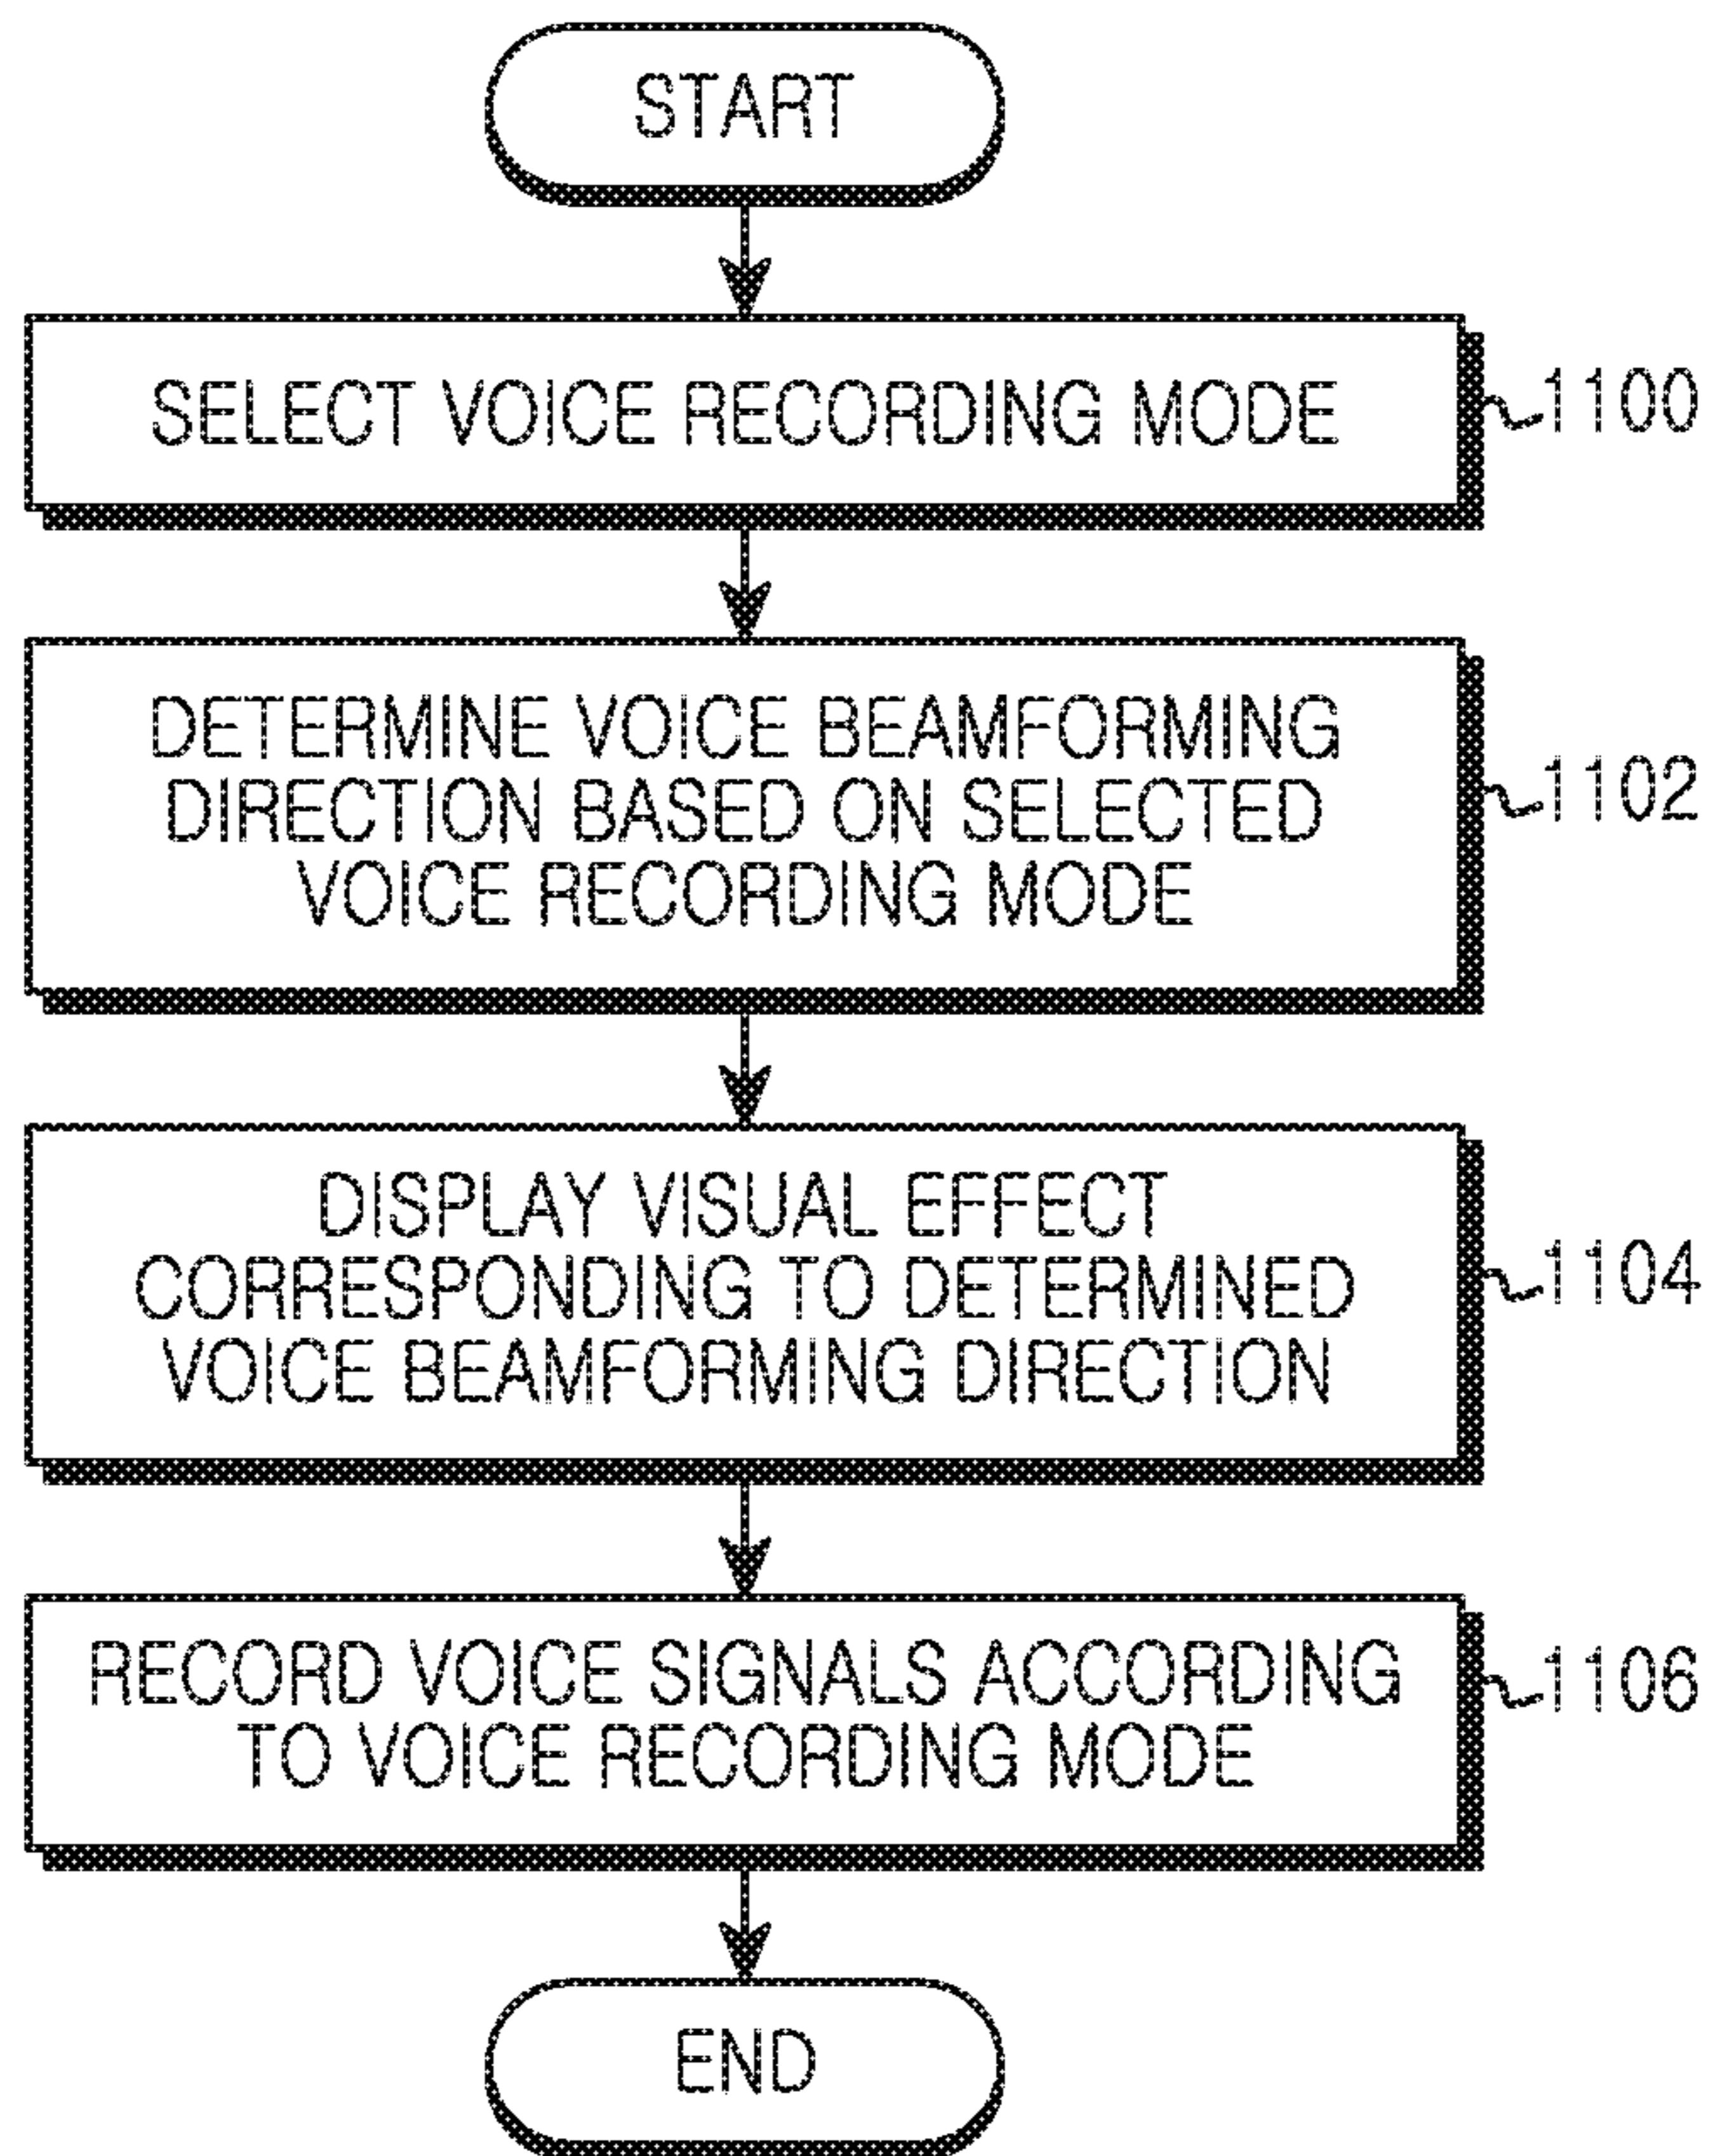 START
SELECT VOICE RECORDING MODE
1100
DETERMINE VOICE BEAMFORMING
DIRECTION BASED ON SELECTED
VOICE RECORDING MODE
1102
DISPLAY VISUAL EFFECT
CORRESPONDING TO DETERMINED
VOICE BEAMFORMING DIRECTION
1104
RECORD VOICE SIGNALS ACCORDING
TO VOICE RECORDING MODE
1106
END